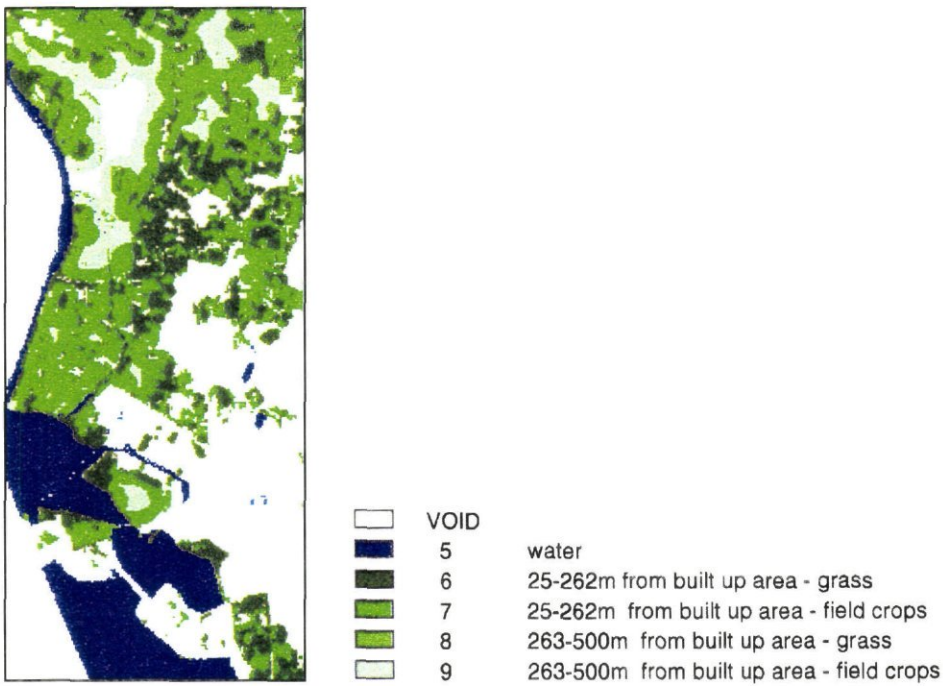 VOID
5 water
6 25-262m from built up area - grass
7 25-262m from built up area - field crops
8 263-500m from built up area - grass
9 263-500m from built up area - field crops